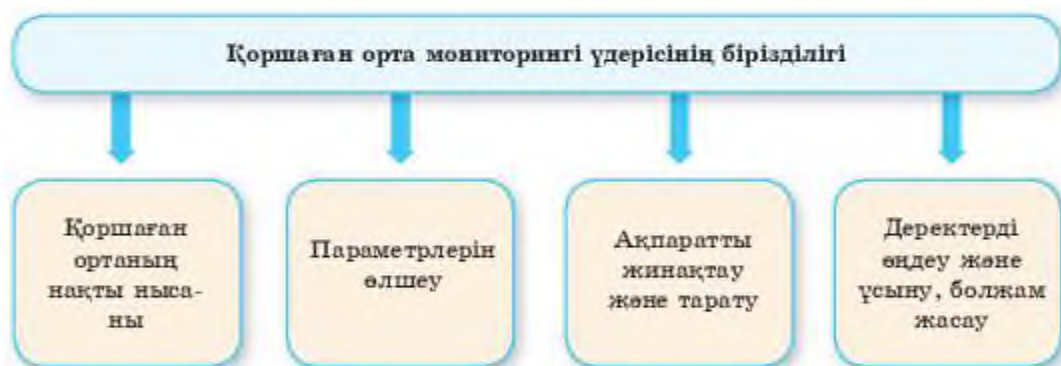 Қоршаған орта мониторингі үдерісінің бірізділігі
Қоршаған
ортаның
нақты ныса-
ны
Параметрлерін
өлшеу
Ақпаратты
жинақтау
және тарату
Деректерді
өңдеу және
ұсыну, болжам
жасау